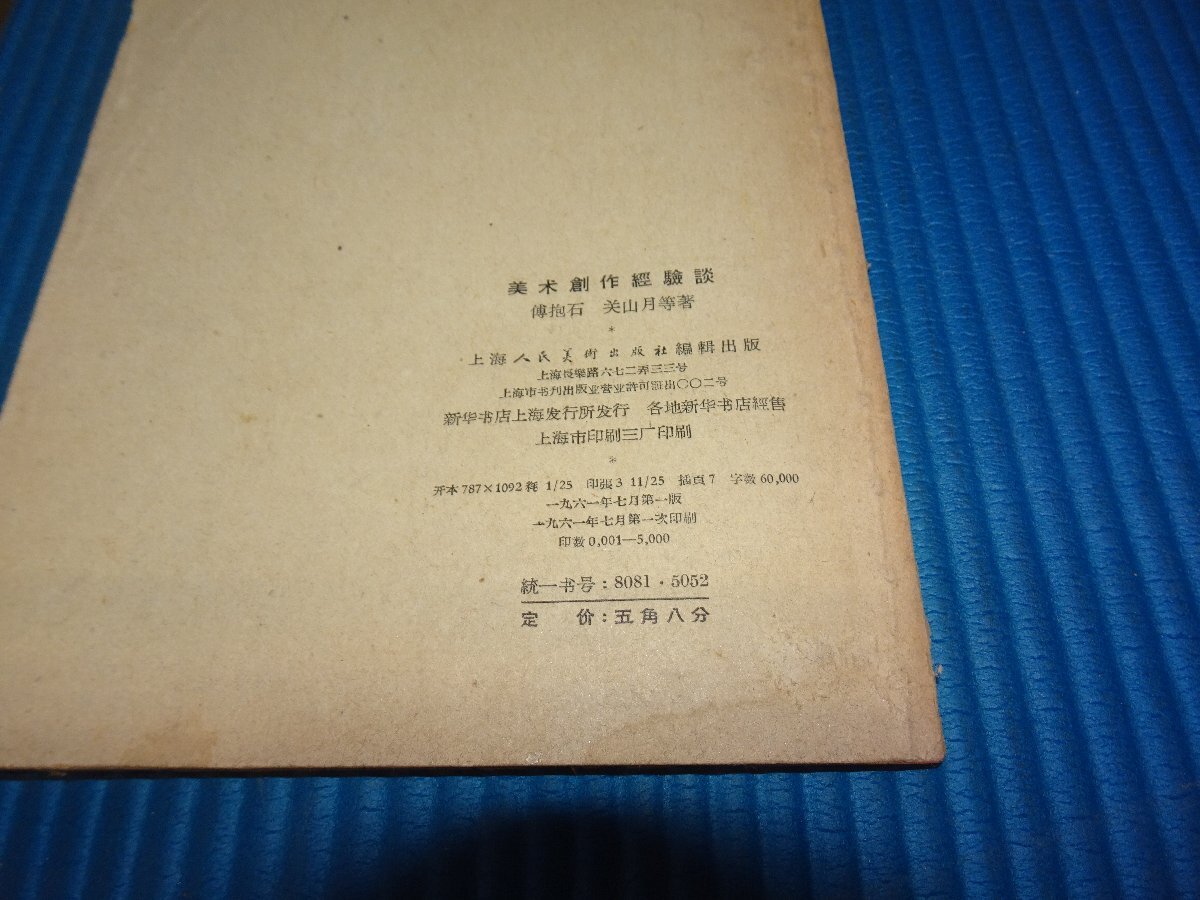 美术創作經驗談
傅抱石 关山月等著
*
上海人民美術出版社編輯出版
上海長樂路六七二弄三三号
上海市书刊出版业营业許可証出〇〇二号
新华书店上海发行所发行 各地新华书店經售
上海市印刷三厂印刷
*
开本787×1092 耗 1/25 印張3 11/25 插頁7 字数60,000
一九六一年七月第一版
一九六一年七月第一次印刷
印数0,001—5,000
統一书号：8081·5052
定 价：五角八分